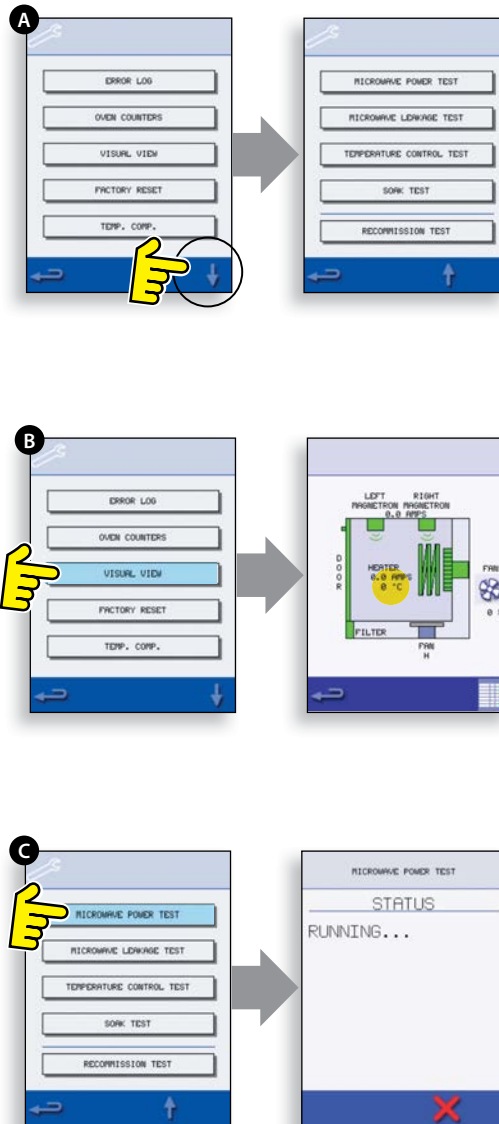 A
ERROR LOG
OVEN COUNTERS
VISUAL VIEW
FACTORY RESET
TEMP. COMP.
MICROWAVE POWER TEST
MICROWAVE LEAKAGE TEST
TEMPERATURE CONTROL TEST
SOAK TEST
RECOMMISSION TEST
B
ERROR LOG
OVEN COUNTERS
VISUAL VIEW
FACTORY RESET
TEMP. COMP.
LEFT RIGHT
MAGNETRON MAGNETRON
0.0 AMPS
DOOR
HEATER
0.0 AMPS
0 °C
FAN
0
FILTER
FAN
H
C
MICROWAVE POWER TEST
MICROWAVE LEAKAGE TEST
TEMPERATURE CONTROL TEST
SOAK TEST
RECOMMISSION TEST
MICROWAVE POWER TEST
STATUS
RUNNING...